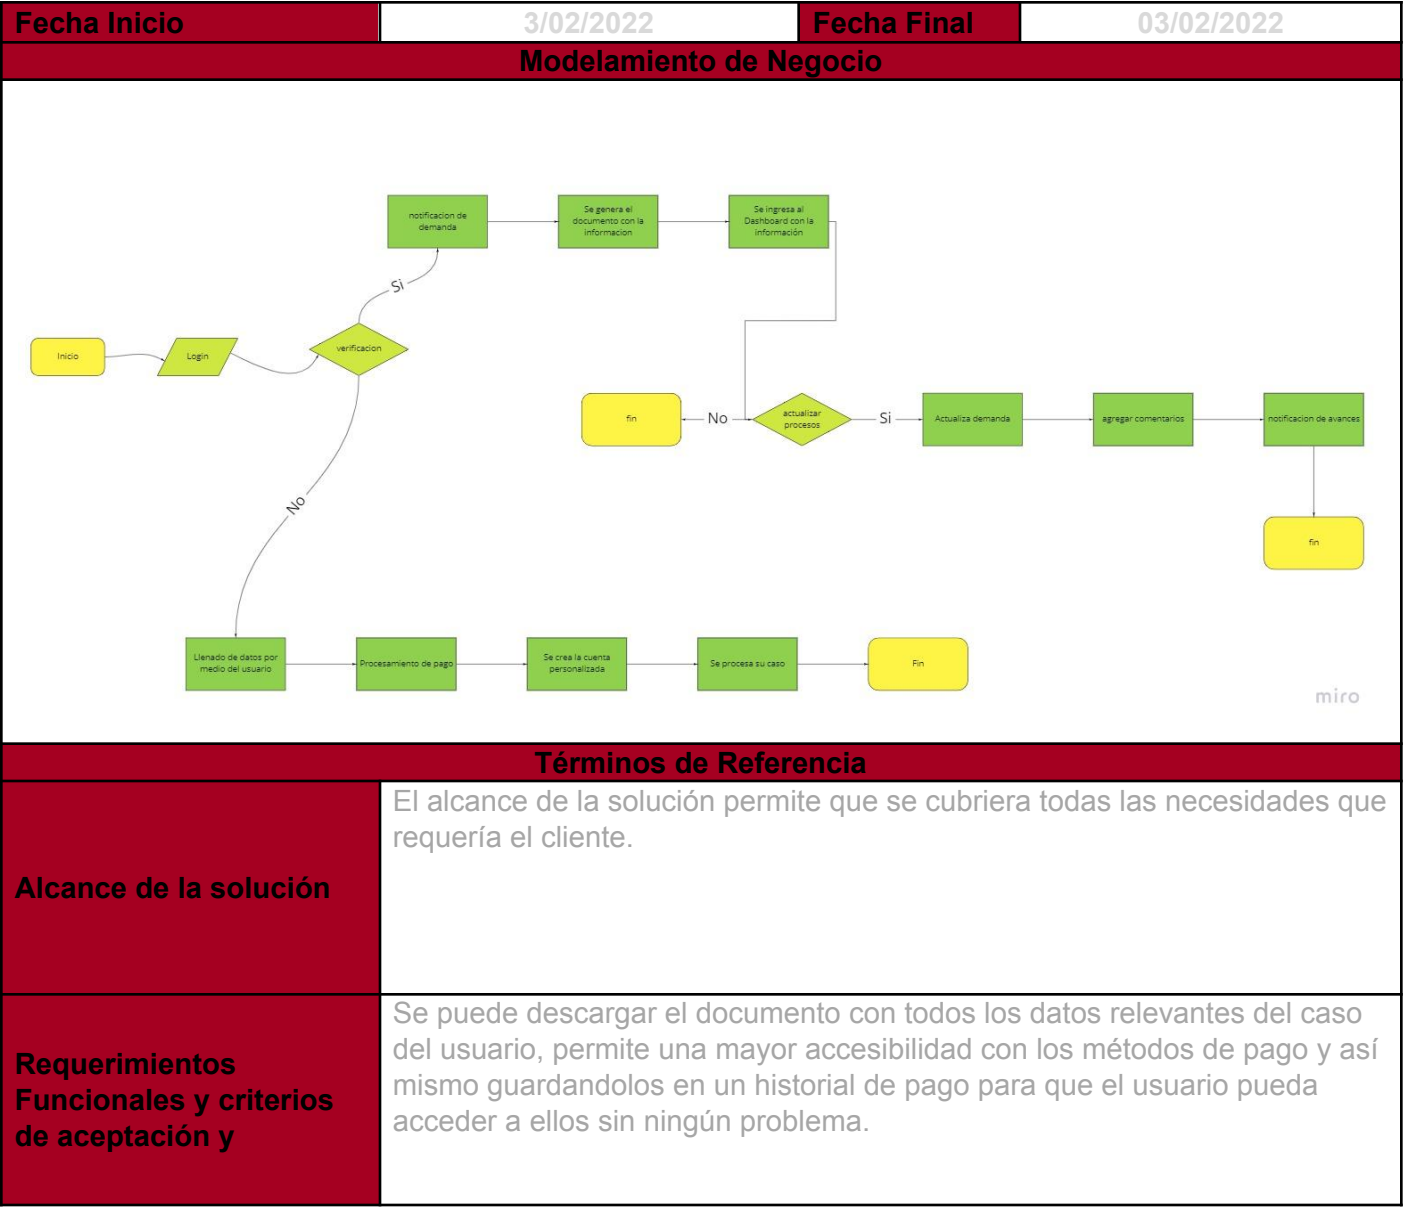 Fecha Inicio 3/02/2022 Fecha Final 03/02/2022
Modelamiento de Negocio
notificacion de
demanda
Se genera el
documento con la
informacion
Se ingresa al
Dashboard con la
información
Si
Inicio
Login
verificacion
fin
No
actualizar
procesos
Si
Actualiza demanda
agregar comentarios
notificacion de avances
No
fin
Llenado de datos por
medio del usuario
Procesamiento de pago
Se crea la cuenta
personalizada
Se procesa su caso
Fin
miro
Términos de Referencia
Alcance de la solución
El alcance de la solución permite que se cubriera todas las necesidades que
requería el cliente.
Requerimientos
Funcionales y criterios
de aceptación y
Se puede descargar el documento con todos los datos relevantes del caso
del usuario, permite una mayor accesibilidad con los métodos de pago y así
mismo guardandolos en un historial de pago para que el usuario pueda
acceder a ellos sin ningún problema.